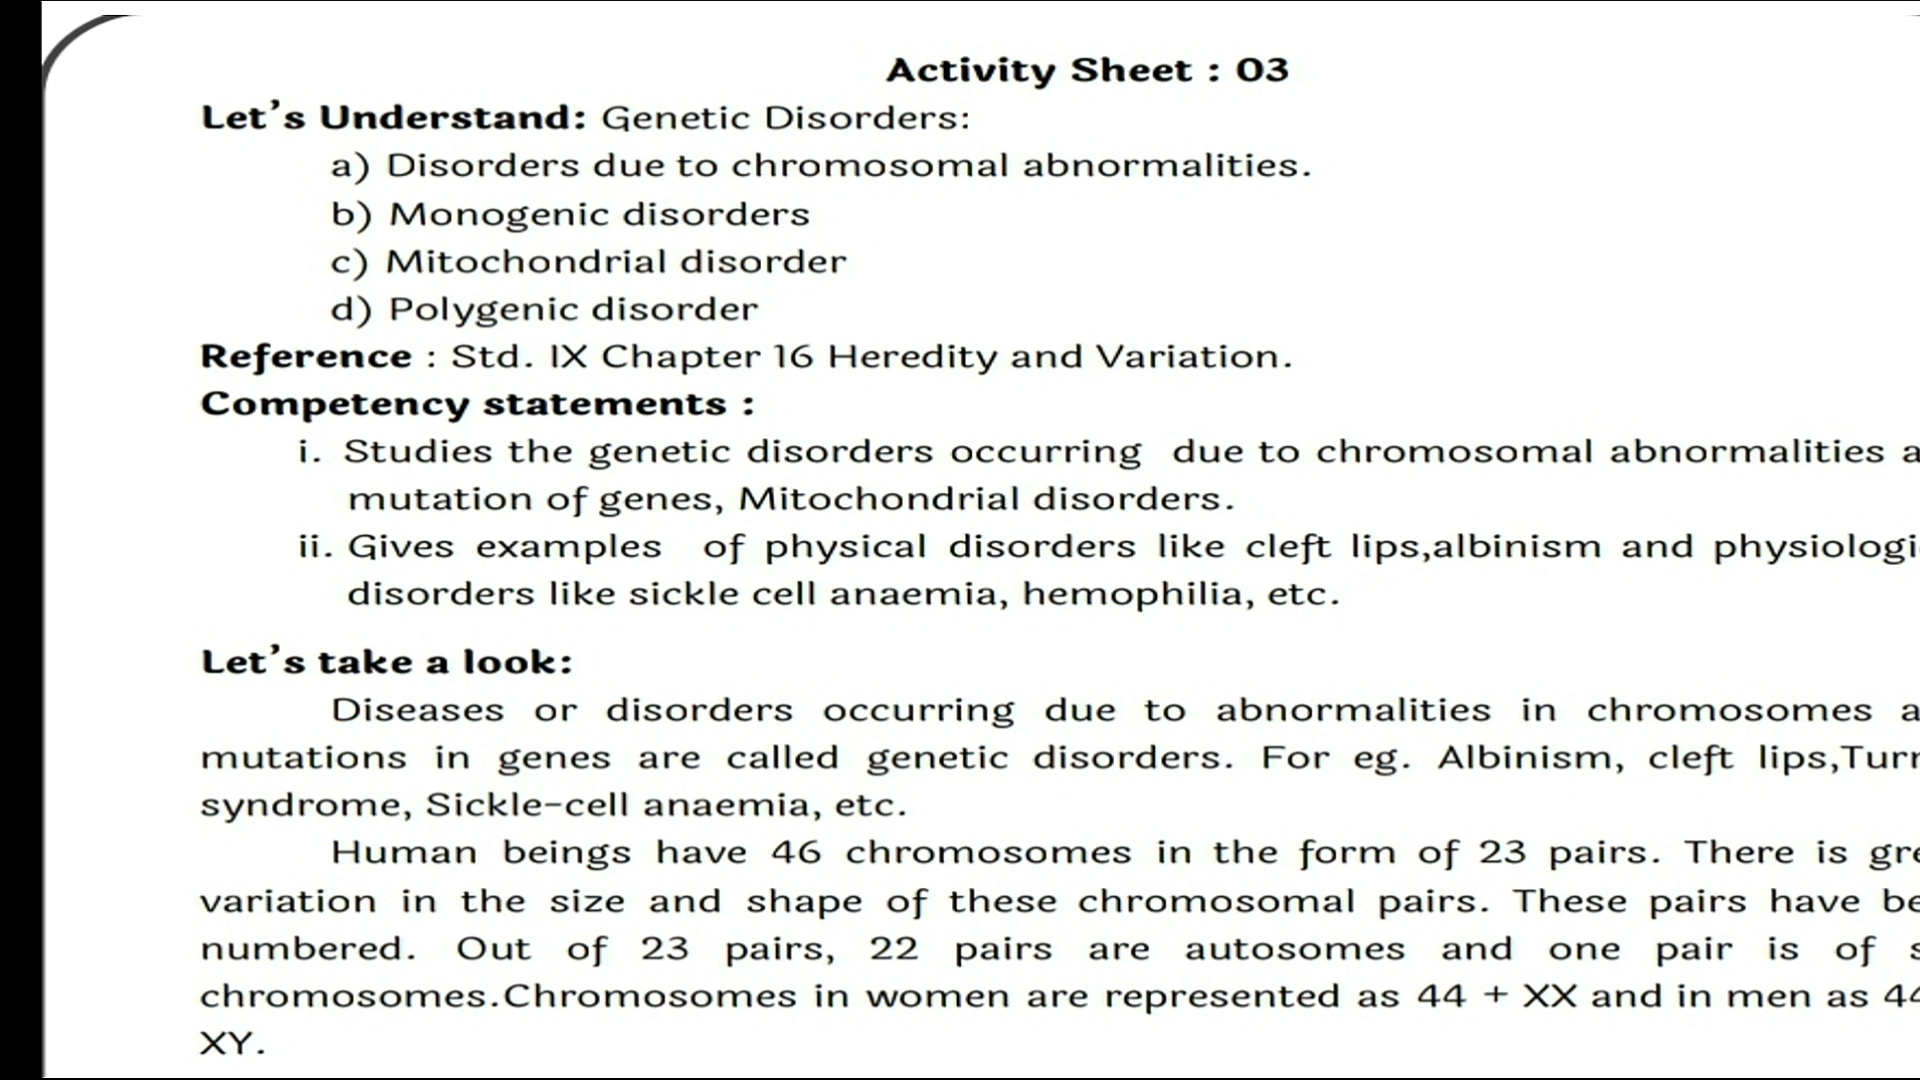 Activity Sheet : 03
Let's Understand: Genetic Disorders:
a) Disorders due to chromosomal abnormalities.
b) Monogenic disorders
c) Mitochondrial disorder
d) Polygenic disorder
Reference : Std. IX Chapter 16 Heredity and Variation.
Competency statements :
i. Studies the genetic disorders occurring due to chromosomal abnormalities
mutation of genes, Mitochondrial disorders.
ii. Gives examples of physical disorders like cleft lips,albinism and
disorders like sickle cell anaemia, hemophilia, etc.
Let's take a look:
Diseases or disorders occurring due to abnormalities in chromosomes
mutations in genes are called genetic disorders. For eg. Albinism, cleft lips,
syndrome, Sickle-cell anaemia, etc.
Human beings have 46 chromosomes in the form of 23 pairs. There is
variation in the size and shape of these chromosomal pairs. These pairs have
numbered. Out of 23 pairs, 22 pairs are autosomes and one pair is of
chromosomes.Chromosomes in women are represented as 44 + XX and in men as
XY.